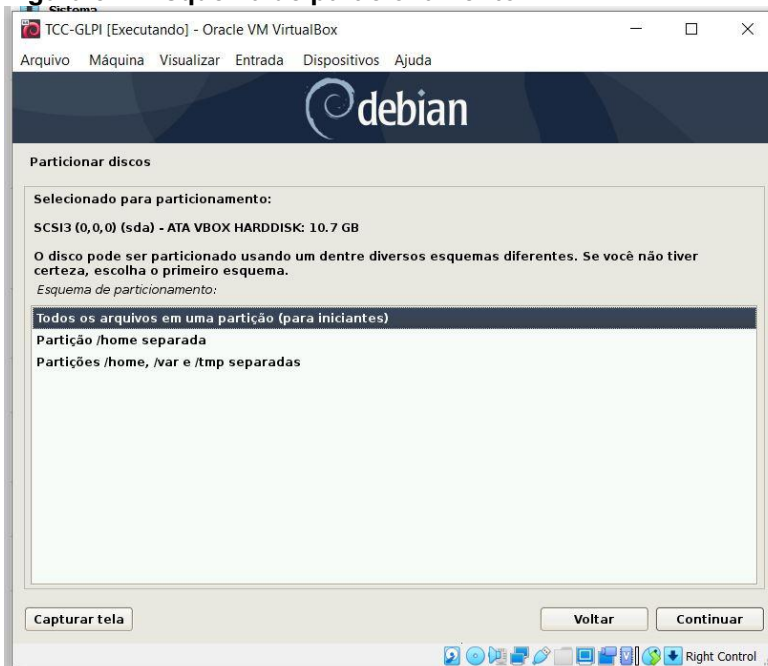 Sistema
TCC-GLPI [Executando] - Oracle VM VirtualBox
Arquivo Máquina Visualizar Entrada Dispositivos Ajuda
debian
Particionar discos
Selecionado para particionamento:
SCSI3 (0,0,0) (sda) - ATA VBOX HARDDISK: 10.7 GB
O disco pode ser particionado usando um dentre diversos esquemas diferentes. Se você não tiver
certeza, escolha o primeiro esquema.
Esquema de particionamento:
Todos os arquivos em uma partição (para iniciantes)
Partição /home separada
Partições /home, /var e /tmp separadas
Capturar tela Voltar Continuar
Right Control